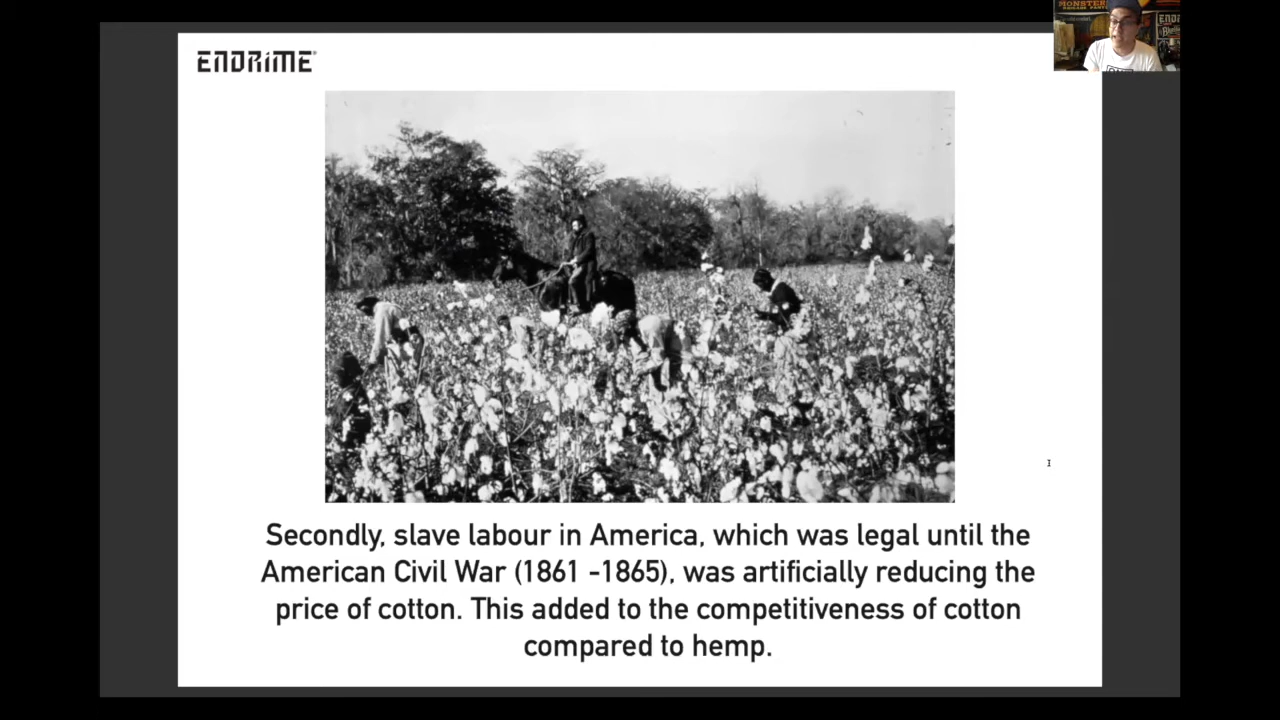 ENDRIME®
MONSTERS
Secondly, slave labour in America, which was legal until the
American Civil War (1861 -1865), was artificially reducing the
price of cotton. This added to the competitiveness of cotton
compared to hemp.